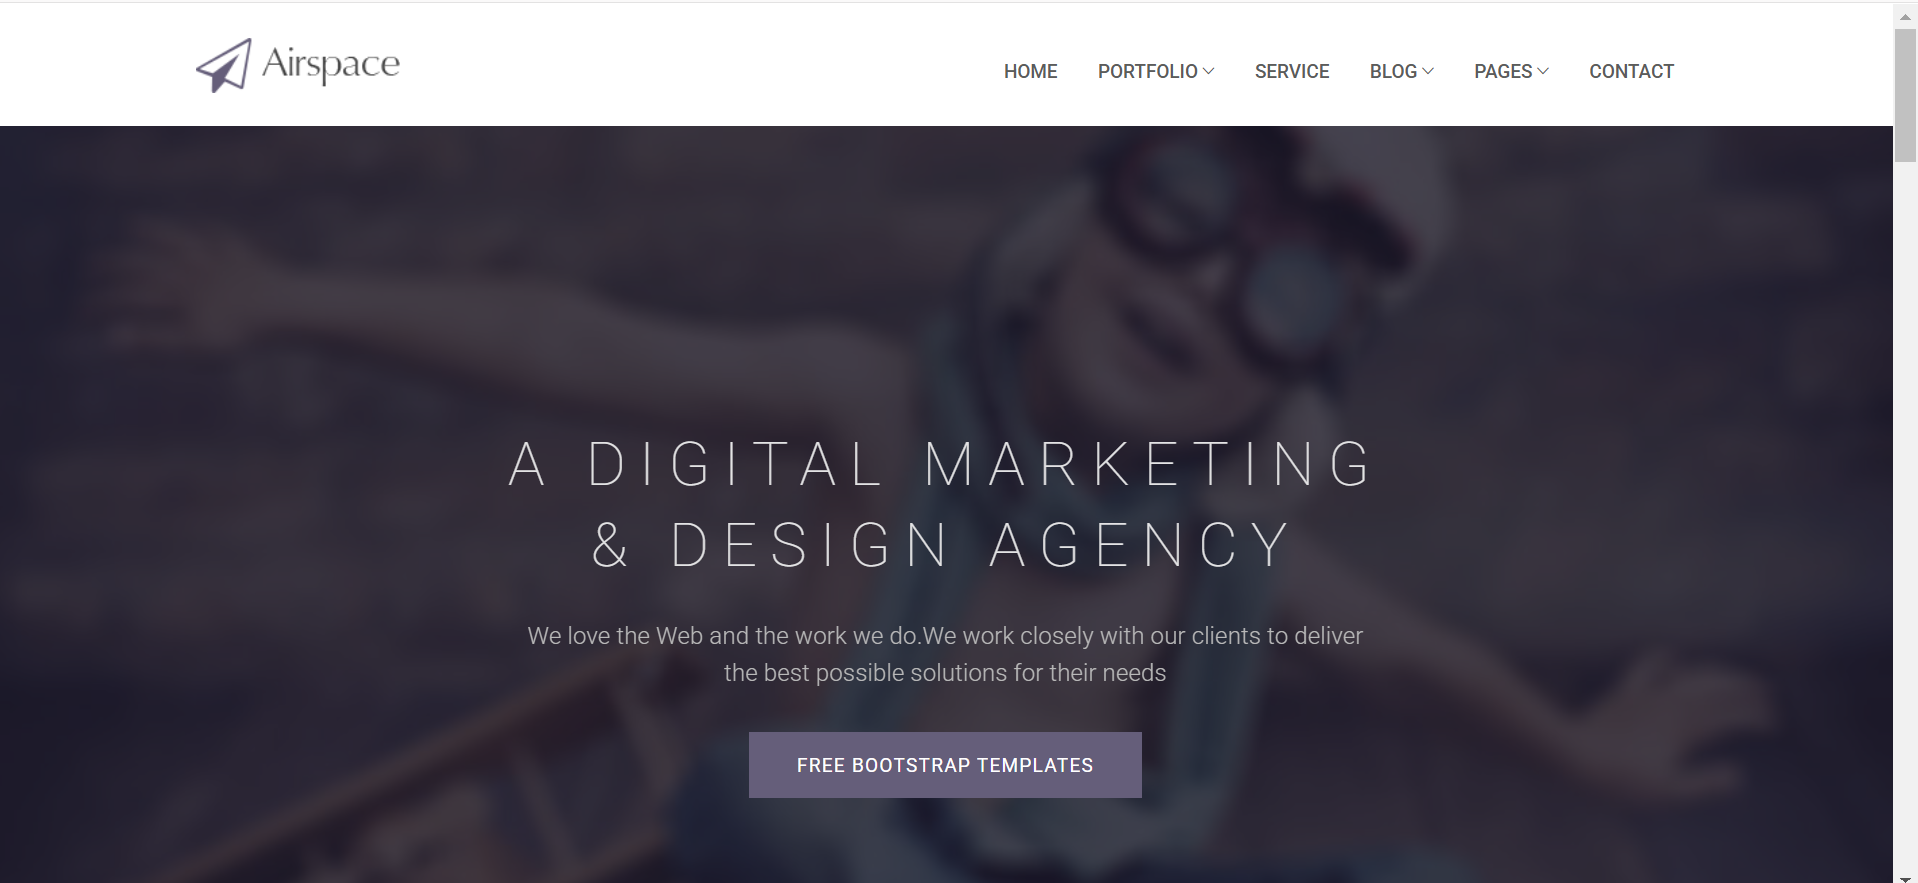 Airspace
HOME PORTFOLIO SERVICE BLOG PAGES CONTACT
A DIGITAL MARKETING
& DESIGN AGENCY
We love the Web and the work we do.We work closely with our clients to deliver
the best possible solutions for their needs
FREE BOOTSTRAP TEMPLATES